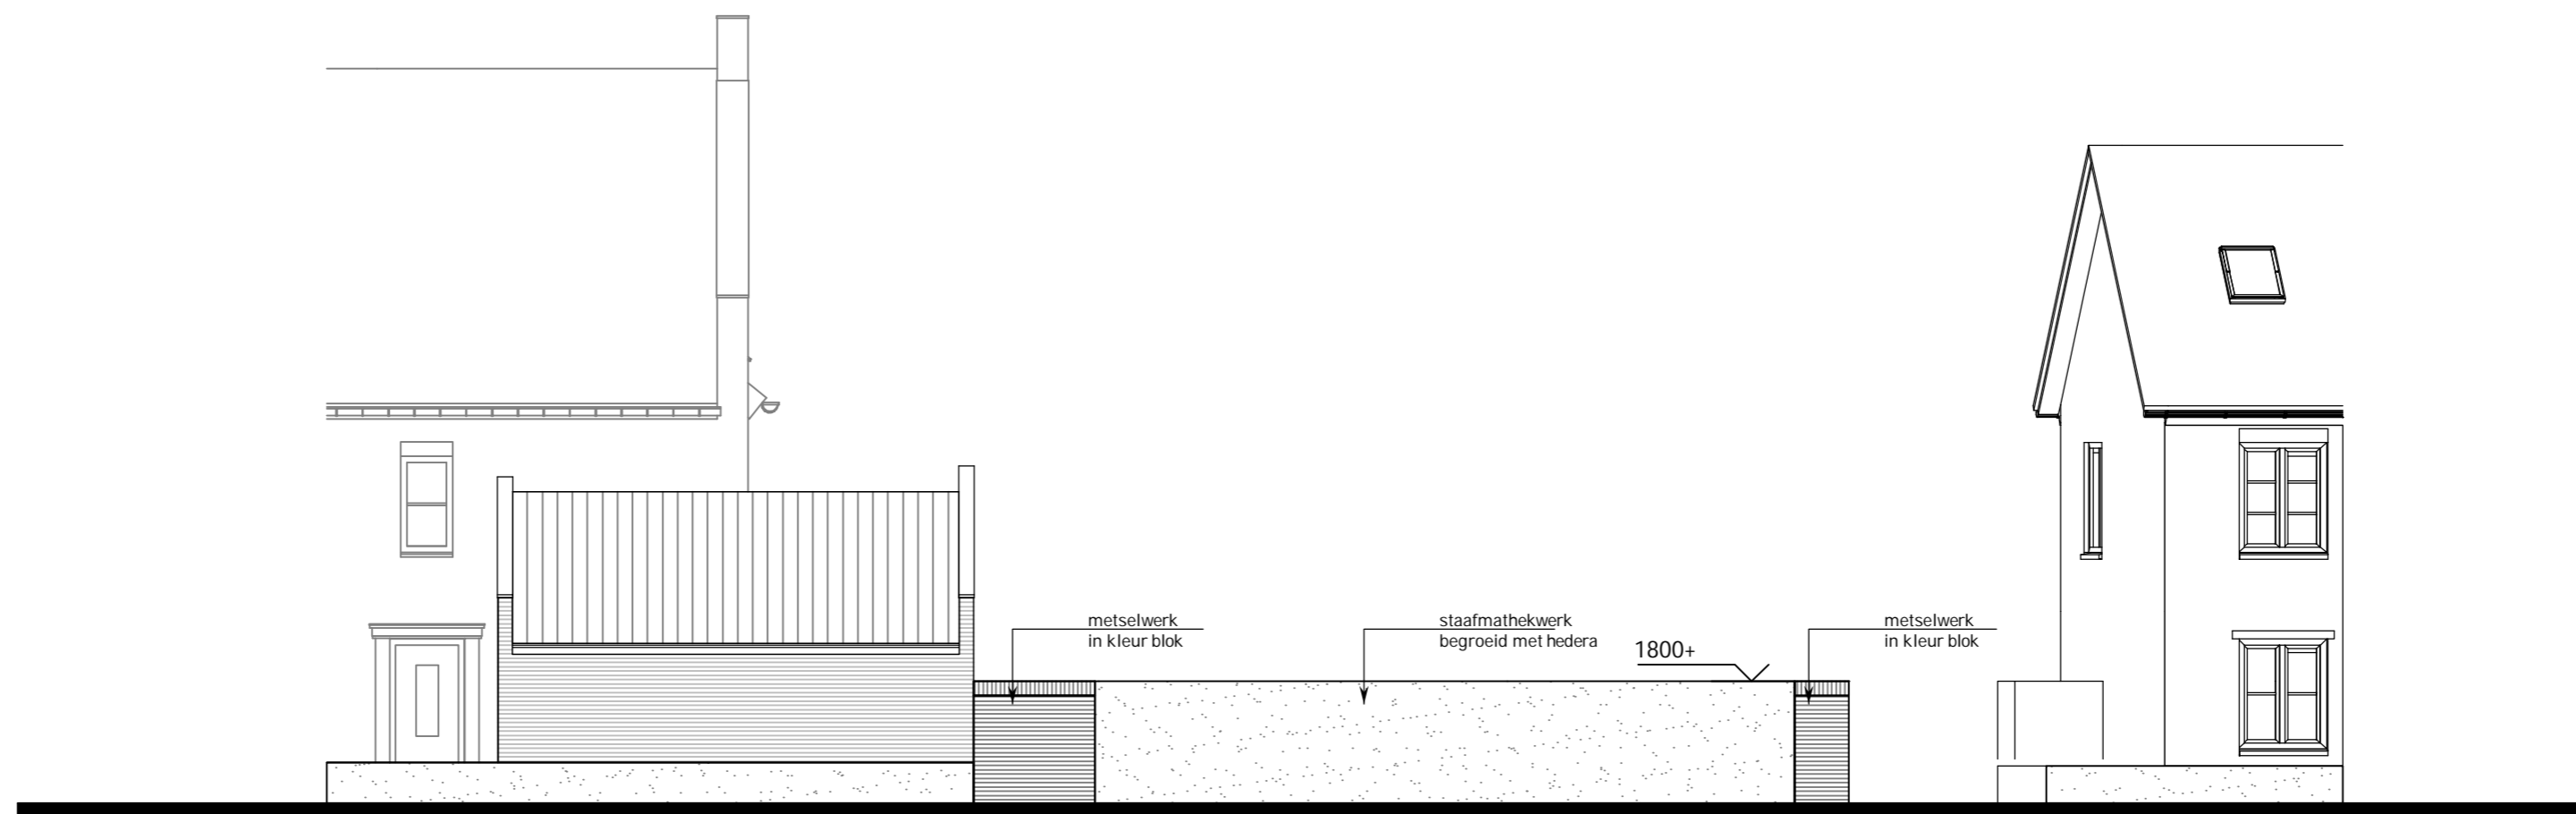 metselwerk
in kleur blok
staafmathekwerk
begroeid met hedera
1800+
metselwerk
in kleur blok